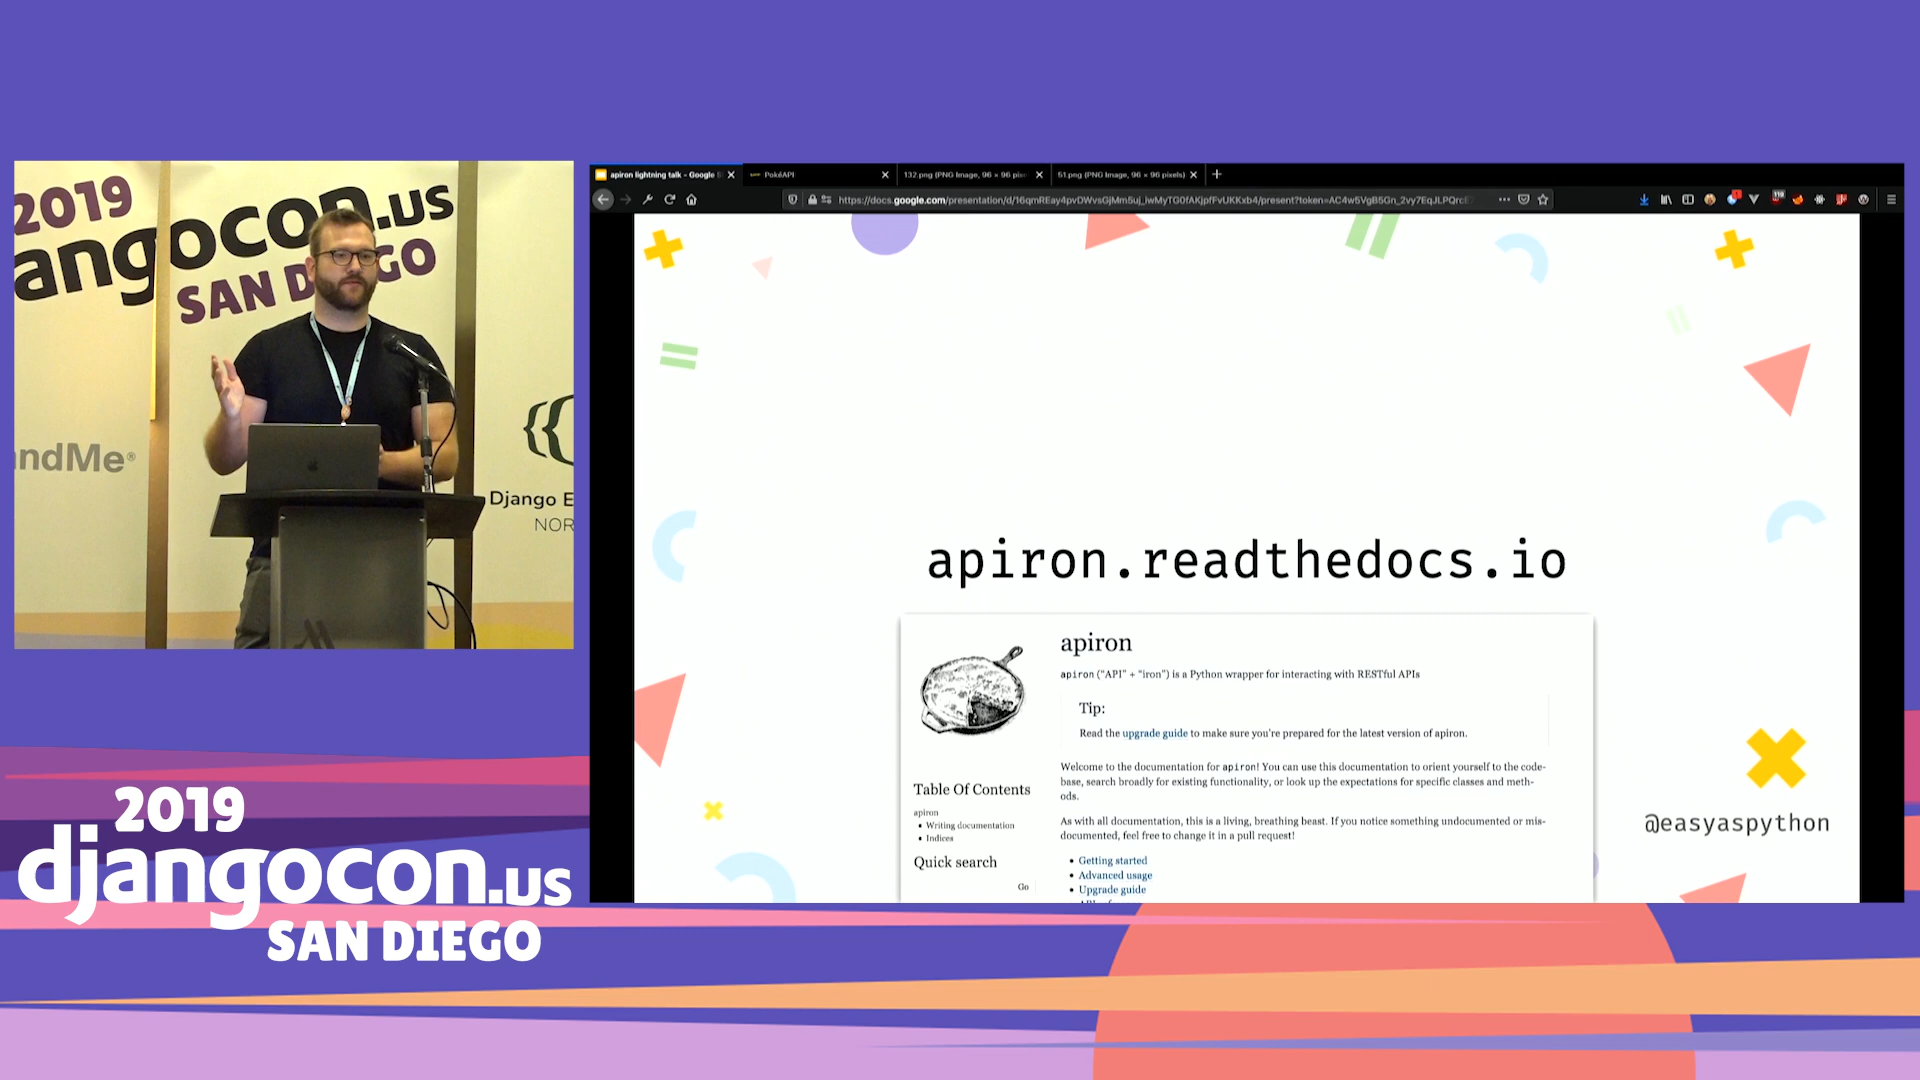 2019
djangocon.us
SAN DIEGO
ndMe®
Django E
NOR
apiron lightning talk - Google S
PokéAPI
132.png (PNG Image, 96 × 96 pix
51.png (PNG Image, 96 × 96 pixels)
apiron.readthedocs.io
apiron
apiron ("API" + "iron") is a Python wrapper for interacting with RESTful APIs
Tip:
Read the upgrade guide to make sure you're prepared for the latest version of apiron.
Welcome to the documentation for apiron! You can use this documentation to orient yourself to the code-
base, search broadly for existing functionality, or look up the expectations for specific classes and meth-
ods.
As with all documentation, this is a living, breathing beast. If you notice something undocumented or mis-
documented, feel free to change it in a pull request!
• Getting started
• Advanced usage
• Upgrade guide
Table Of Contents
apiron
• Writing documentation
• Indices
Quick search
Go
@easyaspython
2019
djangocon.us
SAN DIEGO